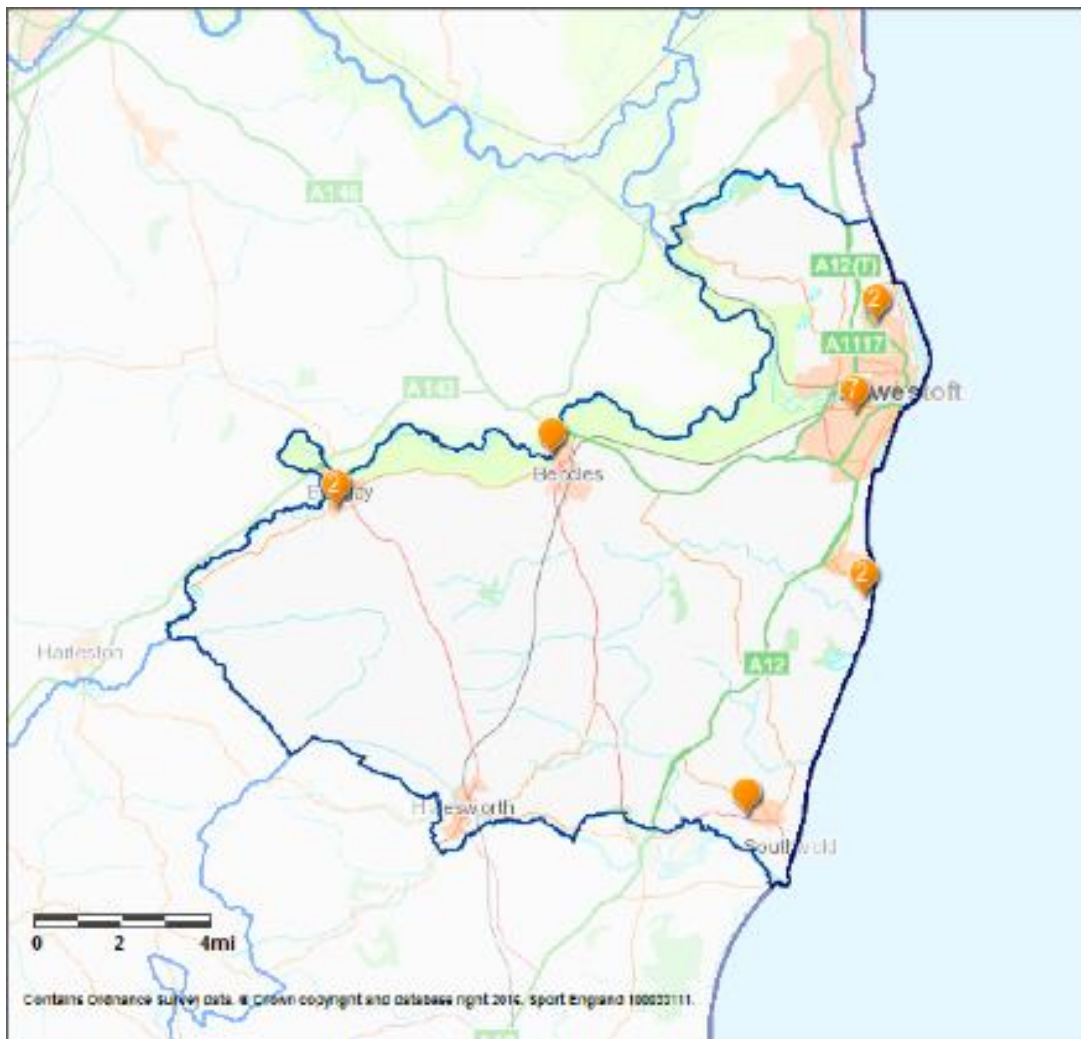 A146
A12(T)
2
A1117
A143
7
Lowestoft
Beccles
2
Bungay
2
Harleston
A12
Halesworth
Southwold
0 2 4mi
Contains Ordnance Survey data. © Crown copyright and database right 2016. Sport England 100033111.